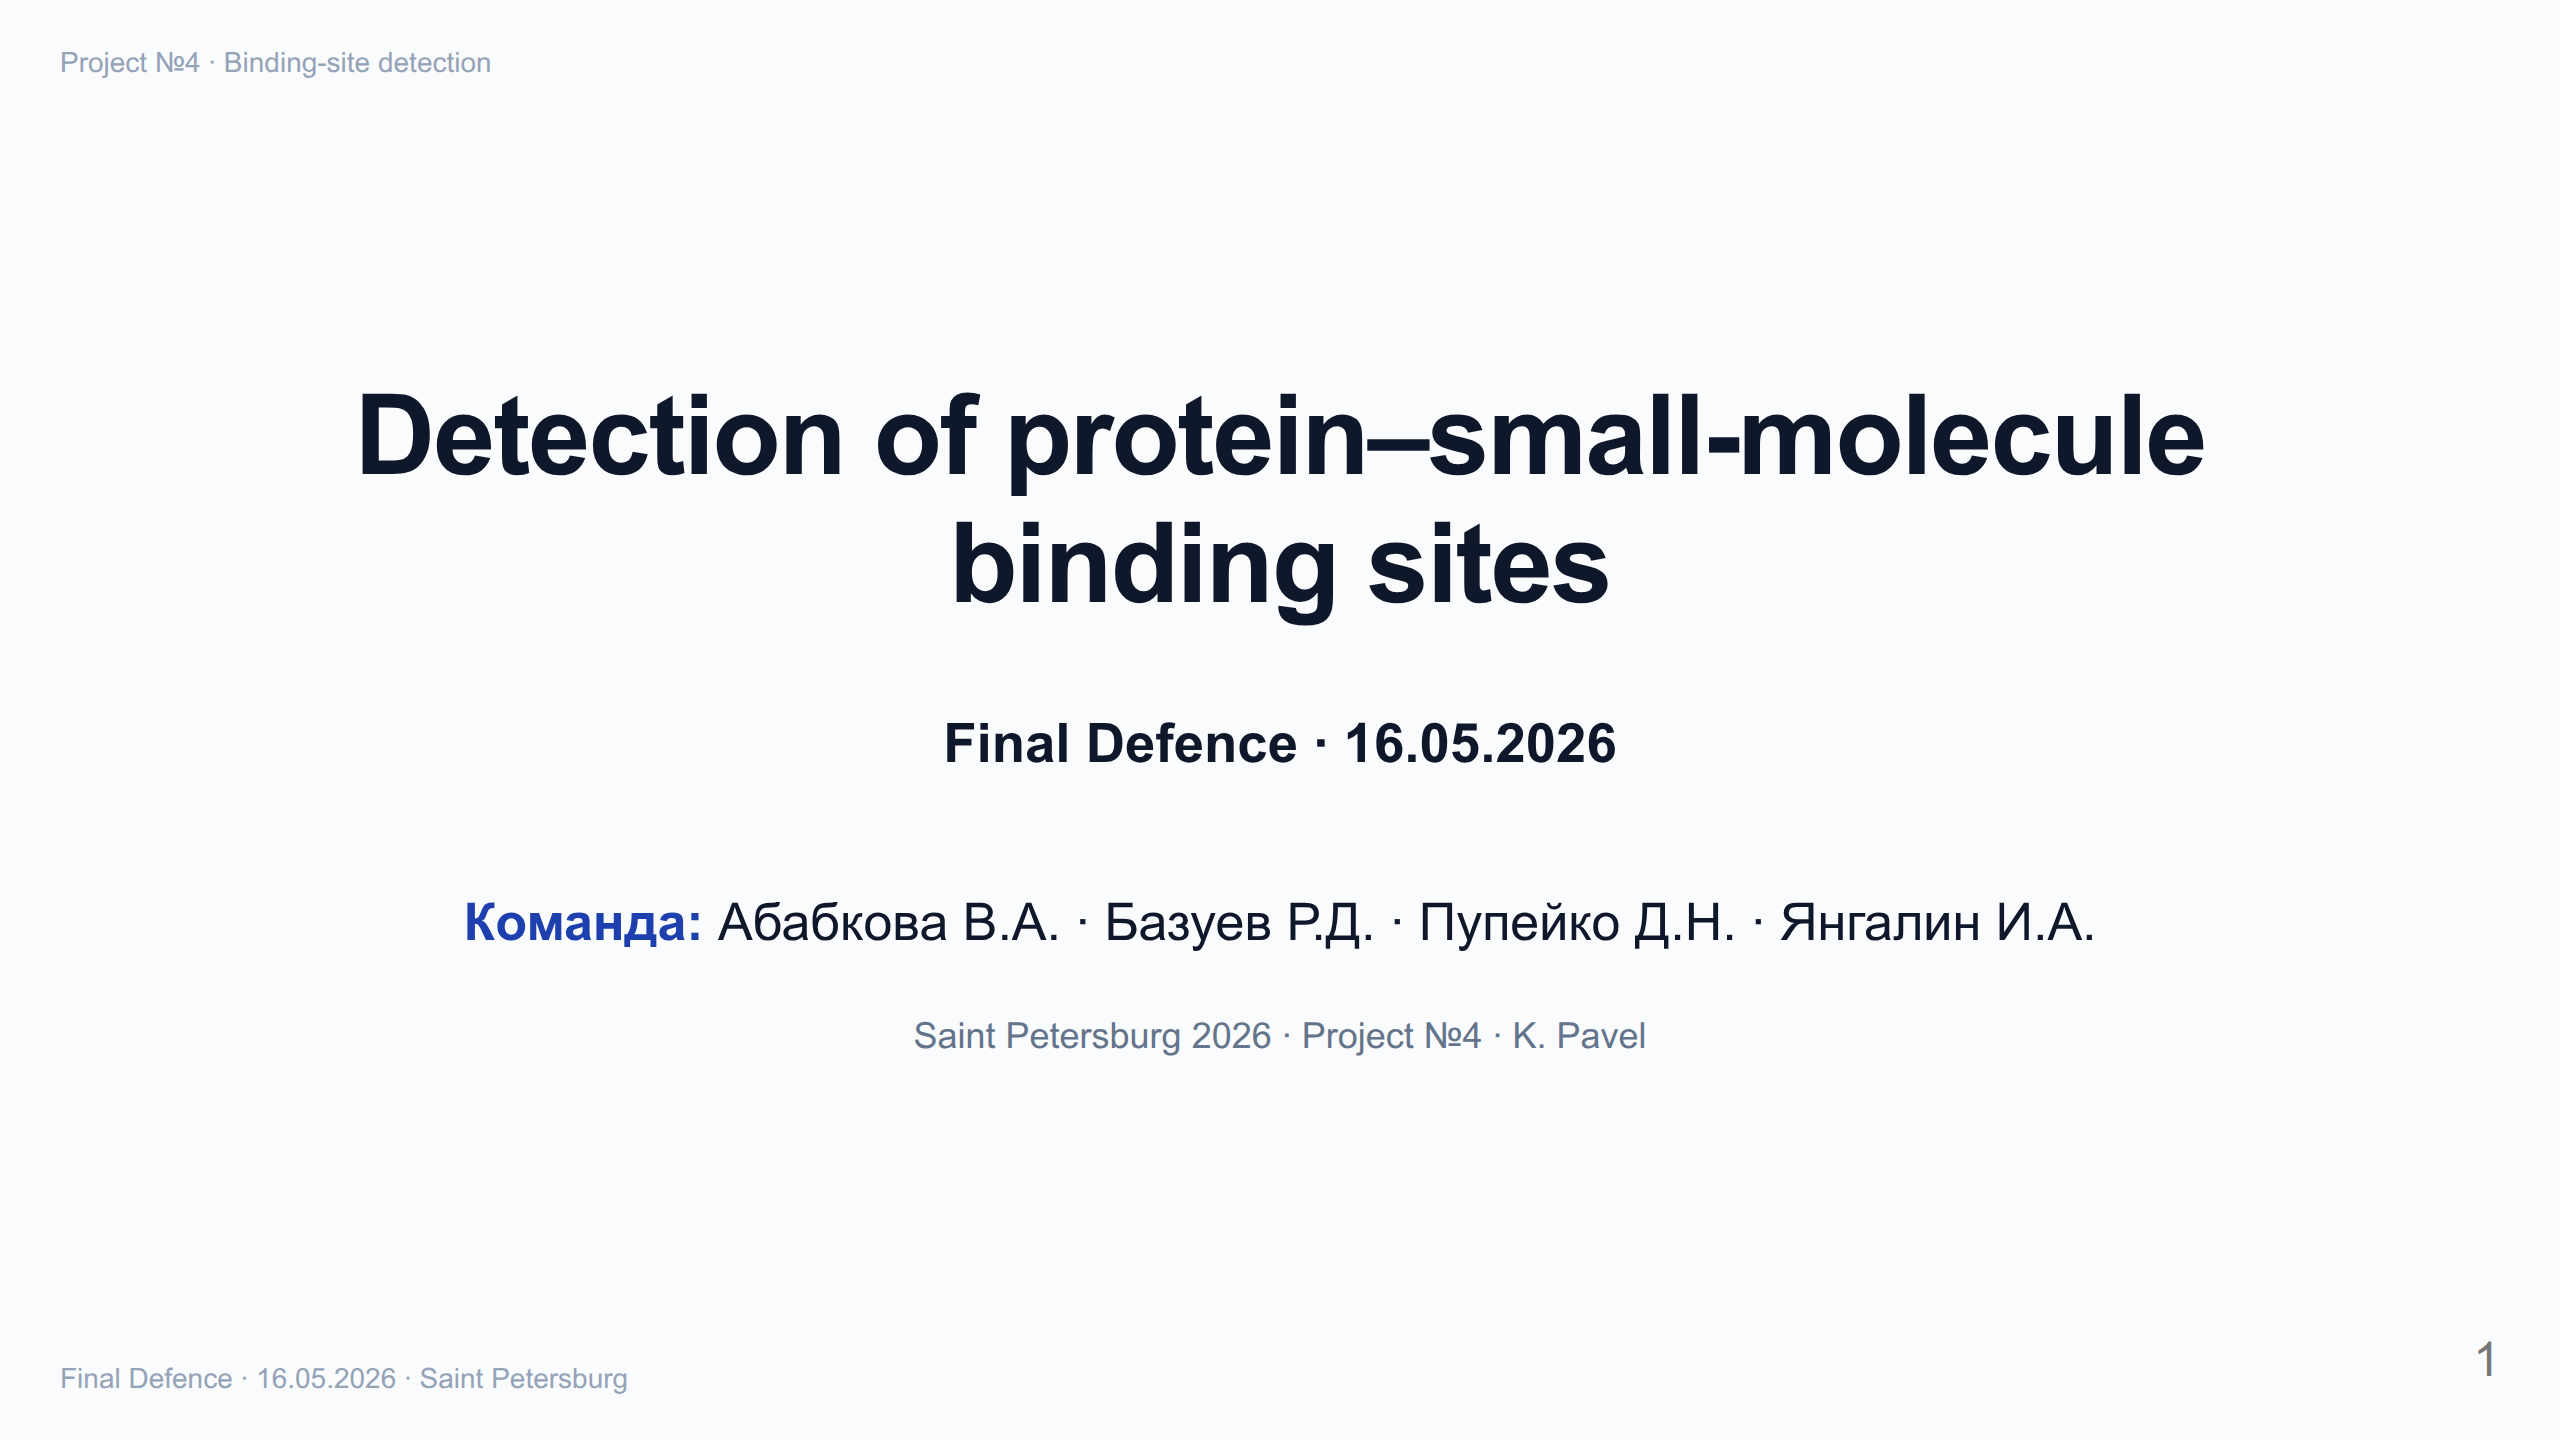 Project №4 · Binding-site detection
Detection of protein–small-molecule
binding sites
Final Defence · 16.05.2026
Команда: Абабкова В.А. · Базуев Р.Д. · Пупейко Д.Н. · Янгалин И.А.
Saint Petersburg 2026 · Project №4 · K. Pavel
Final Defence · 16.05.2026 · Saint Petersburg
1